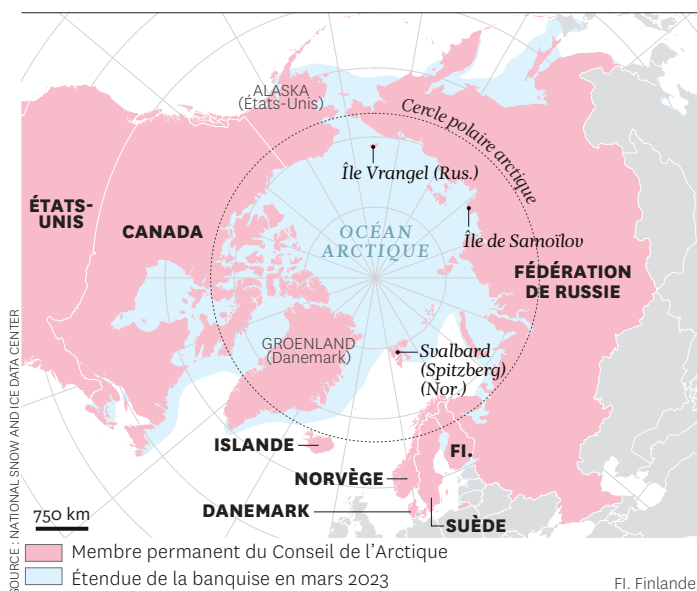 ALASKA
(États-Unis)
Cercle polaire arctique
Île Vrangel (Rus.)
ÉTATS-
UNIS
CANADA
OCÉAN
ARCTIQUE
Île de Samoïlov
FÉDÉRATION
DE RUSSIE
GROENLAND
(Danemark)
Svalbard
(Spitzberg)
(Nor.)
ISLANDE
FI.
NORVÈGE
DANEMARK
SUÈDE
750 km
SOURCE : NATIONAL SNOW AND ICE DATA CENTER
Membre permanent du Conseil de l’Arctique
Étendue de la banquise en mars 2023
FI. Finlande